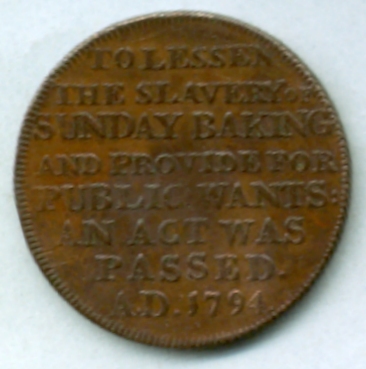 TO LESSEN
THE SLAVERY OF
SUNDAY BAKING
AND PROVIDE FOR
PUBLIC WANTS:
AN ACT WAS
PASSED.
A.D. 1794